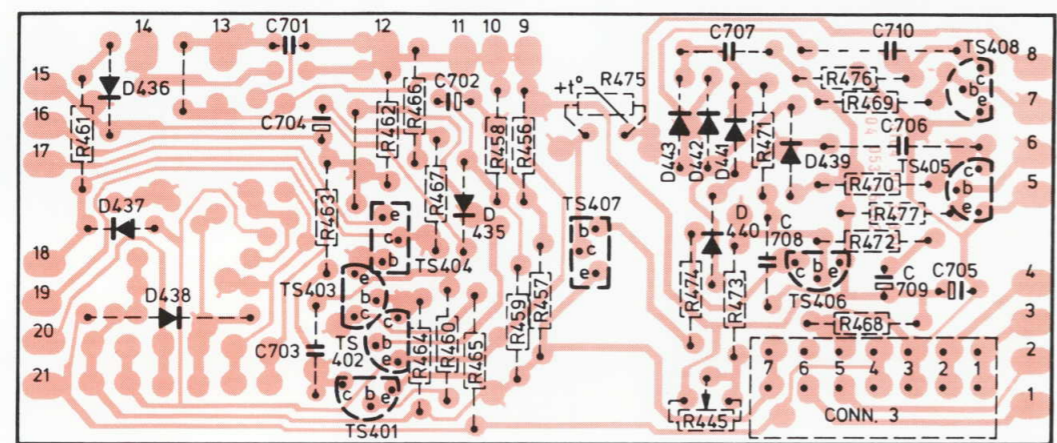 14 13 C701 12 11 10 9 C707 C710 TS408 8
15 D436 R466 C702 +t° R475 R476 c b e 7
16 R461 C704 R462 R458 R456 R469 C706
17 R467 D443 D442 D441 R471 D439 TS405 6
D437 R463 D 435 TS407 R470 c b e 5
e c b b c e D 440 C 708 R477
18 TS404 R472 4
19 TS403 e b c R459 R457 R474 R473 c b e TS406 C 709 C705
D438 3
20 TS 402 c b e R464 R460 R465 R468
C703 2
21 7 6 5 4 3 2 1
c b e R445 CONN. 3 1
TS401